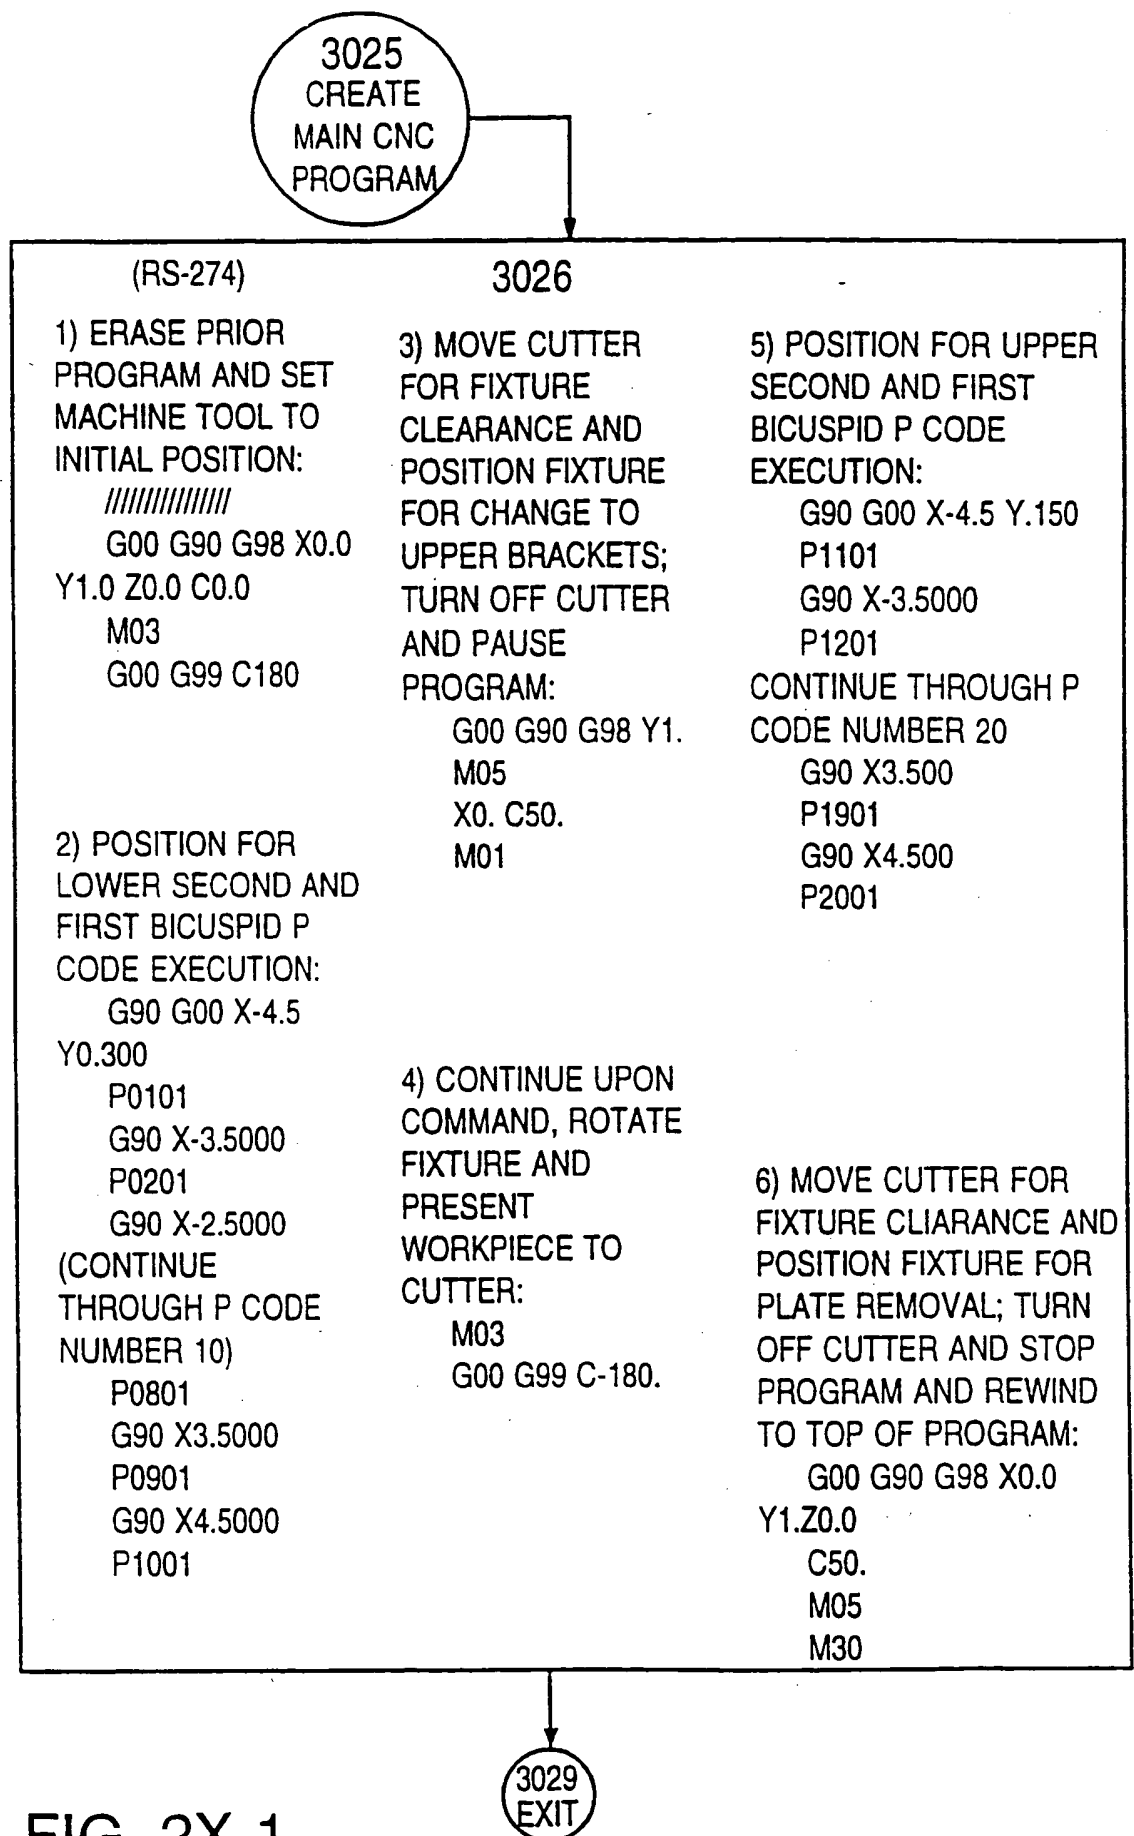 3025
CREATE
MAIN CNC
PROGRAM
(RS-274)
3026
1) ERASE PRIOR
PROGRAM AND SET
MACHINE TOOL TO
INITIAL POSITION:
////////////////
G00 G90 G98 X0.0
Y1.0 Z0.0 C0.0
M03
G00 G99 C180
2) POSITION FOR
LOWER SECOND AND
FIRST BICUSPID P
CODE EXECUTION:
G90 G00 X-4.5
Y0.300
P0101
G90 X-3.5000
P0201
G90 X-2.5000
(CONTINUE
THROUGH P CODE
NUMBER 10)
P0801
G90 X3.5000
P0901
G90 X4.5000
P1001
3) MOVE CUTTER
FOR FIXTURE
CLEARANCE AND
POSITION FIXTURE
FOR CHANGE TO
UPPER BRACKETS;
TURN OFF CUTTER
AND PAUSE
PROGRAM:
G00 G90 G98 Y1.
M05
X0. C50.
M01
4) CONTINUE UPON
COMMAND, ROTATE
FIXTURE AND
PRESENT
WORKPIECE TO
CUTTER:
M03
G00 G99 C-180.
5) POSITION FOR UPPER
SECOND AND FIRST
BICUSPID P CODE
EXECUTION:
G90 G00 X-4.5 Y.150
P1101
G90 X-3.5000
P1201
CONTINUE THROUGH P
CODE NUMBER 20
G90 X3.500
P1901
G90 X4.500
P2001
6) MOVE CUTTER FOR
FIXTURE CLIARANCE AND
POSITION FIXTURE FOR
PLATE REMOVAL; TURN
OFF CUTTER AND STOP
PROGRAM AND REWIND
TO TOP OF PROGRAM:
G00 G90 G98 X0.0
Y1.Z0.0
C50.
M05
M30
3029
EXIT
FIG. 2X-1